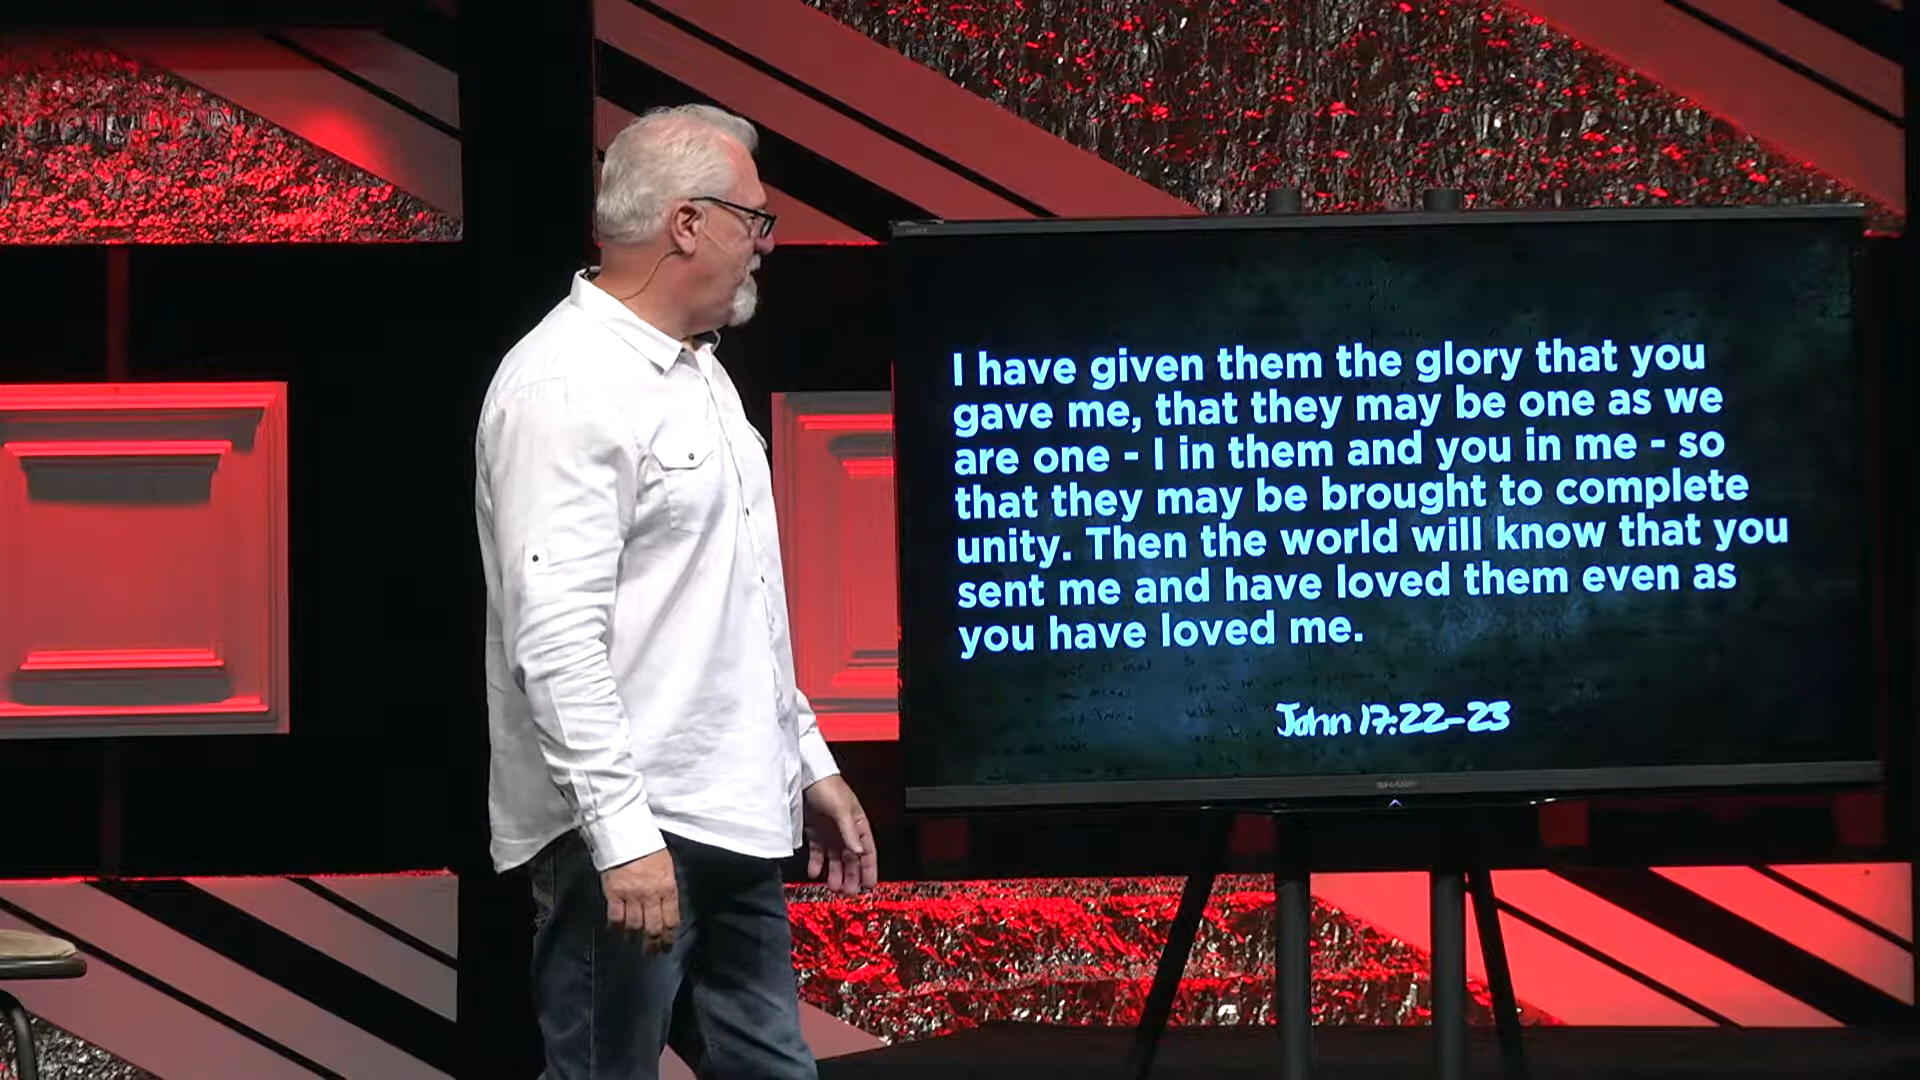 I have given them the glory that you
gave me, that they may be one as we
are one - I in them and you in me - so
that they may be brought to complete
unity. Then the world will know that you
sent me and have loved them even as
you have loved me.
John 17:22-23
SHARP